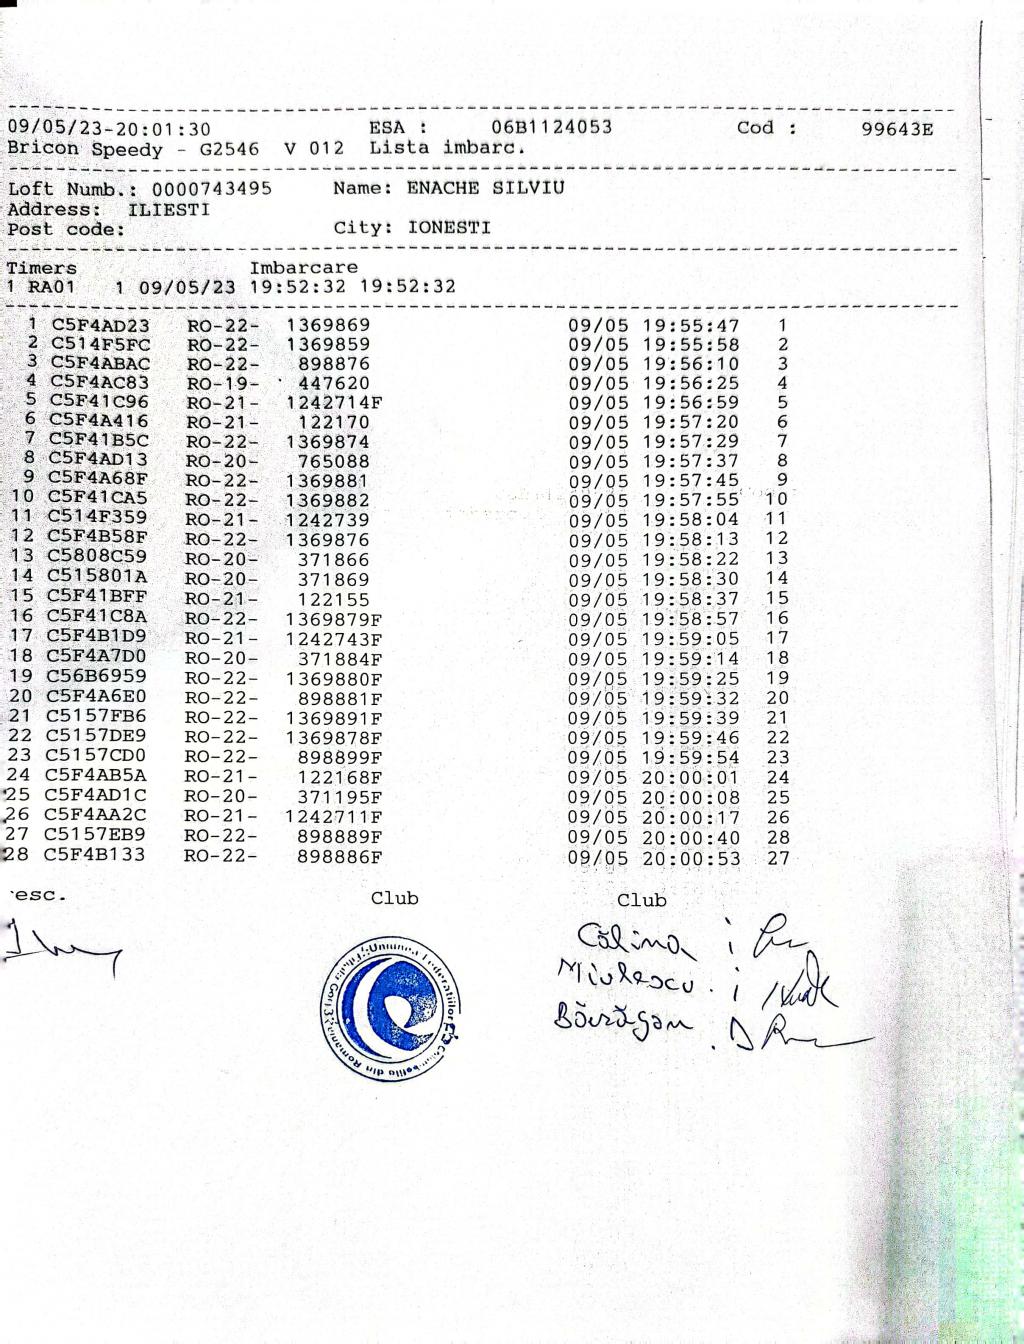 09/05/23-20:01:30 ESA : 06B1124053 Cod : 99643E
Bricon Speedy - G2546 V 012 Lista imbarc.
Loft Numb.: 0000743495 Name: ENACHE SILVIU
Address: ILIESTI
Post code: City: IONESTI
Timers Imbarcare
1 RA01 1 09/05/23 19:52:32 19:52:32
1 C5F4AD23 RO-22- 1369869 09/05 19:55:47 1
2 C514F5FC RO-22- 1369859 09/05 19:55:58 2
3 C5F4ABAC RO-22- 898876 09/05 19:56:10 3
4 C5F4AC83 RO-19- 447620 09/05 19:56:25 4
5 C5F41C96 RO-21- 1242714F 09/05 19:56:59 5
6 C5F4A416 RO-21- 122170 09/05 19:57:20 6
7 C5F41B5C RO-22- 1369874 09/05 19:57:29 7
8 C5F4AD13 RO-20- 765088 09/05 19:57:37 8
9 C5F4A68F RO-22- 1369881 09/05 19:57:45 9
10 C5F41CA5 RO-22- 1369882 09/05 19:57:55 10
11 C514F359 RO-21- 1242739 09/05 19:58:04 11
12 C5F4B58F RO-22- 1369876 09/05 19:58:13 12
13 C5808C59 RO-20- 371866 09/05 19:58:22 13
14 C515801A RO-20- 371869 09/05 19:58:30 14
15 C5F41BFF RO-21- 122155 09/05 19:58:37 15
16 C5F41C8A RO-22- 1369879F 09/05 19:58:57 16
17 C5F4B1D9 RO-21- 1242743F 09/05 19:59:05 17
18 C5F4A7D0 RO-20- 371884F 09/05 19:59:14 18
19 C56B6959 RO-22- 1369880F 09/05 19:59:25 19
20 C5F4A6E0 RO-22- 898881F 09/05 19:59:32 20
21 C5157FB6 RO-22- 1369891F 09/05 19:59:39 21
22 C5157DE9 RO-22- 1369878F 09/05 19:59:46 22
23 C5157CD0 RO-22- 898899F 09/05 19:59:54 23
24 C5F4AB5A RO-21- 122168F 09/05 20:00:01 24
25 C5F4AD1C RO-20- 371195F 09/05 20:00:08 25
26 C5F4AA2C RO-21- 1242711F 09/05 20:00:17 26
27 C5157EB9 RO-22- 898889F 09/05 20:00:40 28
28 C5F4B133 RO-22- 898886F 09/05 20:00:53 27
esc. Club Club
Călina i
Miulescu i
Bărăgan D
Uniunea Federatiilor din Romania